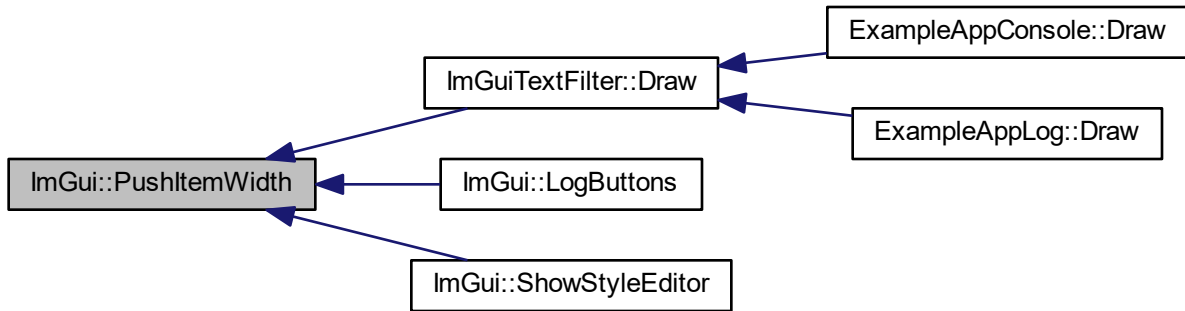 ExampleAppConsole::Draw
ImGuiTextFilter::Draw
ExampleAppLog::Draw
ImGui::PushItemWidth
ImGui::LogButtons
ImGui::ShowStyleEditor